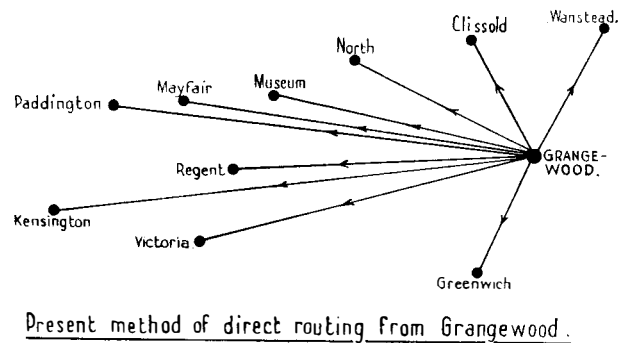 Wanstead.
Clissold
North
Museum
Mayfair
Paddington
GRANGE-
WOOD.
Regent
Kensington
Victoria.
Greenwich
Present method of direct routing from Grangewood.